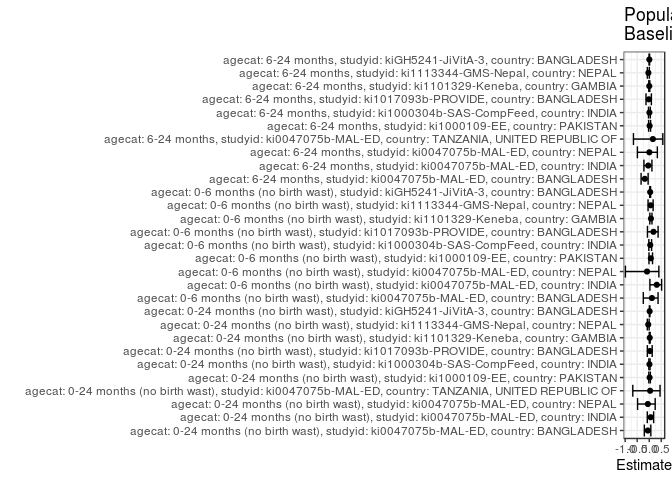 Popula
Baseli
agecat: 6-24 months, studyid: kiGH5241-JiVitA-3, country: BANGLADESH
agecat: 6-24 months, studyid: ki1113344-GMS-Nepal, country: NEPAL
agecat: 6-24 months, studyid: ki1101329-Keneba, country: GAMBIA
agecat: 6-24 months, studyid: ki1017093b-PROVIDE, country: BANGLADESH
agecat: 6-24 months, studyid: ki1000304b-SAS-CompFeed, country: INDIA
agecat: 6-24 months, studyid: ki1000109-EE, country: PAKISTAN
agecat: 6-24 months, studyid: ki0047075b-MAL-ED, country: TANZANIA, UNITED REPUBLIC OF
agecat: 6-24 months, studyid: ki0047075b-MAL-ED, country: NEPAL
agecat: 6-24 months, studyid: ki0047075b-MAL-ED, country: INDIA
agecat: 6-24 months, studyid: ki0047075b-MAL-ED, country: BANGLADESH
agecat: 0-6 months (no birth wast), studyid: kiGH5241-JiVitA-3, country: BANGLADESH
agecat: 0-6 months (no birth wast), studyid: ki1113344-GMS-Nepal, country: NEPAL
agecat: 0-6 months (no birth wast), studyid: ki1101329-Keneba, country: GAMBIA
agecat: 0-6 months (no birth wast), studyid: ki1017093b-PROVIDE, country: BANGLADESH
agecat: 0-6 months (no birth wast), studyid: ki1000304b-SAS-CompFeed, country: INDIA
agecat: 0-6 months (no birth wast), studyid: ki1000109-EE, country: PAKISTAN
agecat: 0-6 months (no birth wast), studyid: ki0047075b-MAL-ED, country: NEPAL
agecat: 0-6 months (no birth wast), studyid: ki0047075b-MAL-ED, country: INDIA
agecat: 0-6 months (no birth wast), studyid: ki0047075b-MAL-ED, country: BANGLADESH
agecat: 0-24 months (no birth wast), studyid: kiGH5241-JiVitA-3, country: BANGLADESH
agecat: 0-24 months (no birth wast), studyid: ki1113344-GMS-Nepal, country: NEPAL
agecat: 0-24 months (no birth wast), studyid: ki1101329-Keneba, country: GAMBIA
agecat: 0-24 months (no birth wast), studyid: ki1017093b-PROVIDE, country: BANGLADESH
agecat: 0-24 months (no birth wast), studyid: ki1000304b-SAS-CompFeed, country: INDIA
agecat: 0-24 months (no birth wast), studyid: ki1000109-EE, country: PAKISTAN
agecat: 0-24 months (no birth wast), studyid: ki0047075b-MAL-ED, country: TANZANIA, UNITED REPUBLIC OF
agecat: 0-24 months (no birth wast), studyid: ki0047075b-MAL-ED, country: NEPAL
agecat: 0-24 months (no birth wast), studyid: ki0047075b-MAL-ED, country: INDIA
agecat: 0-24 months (no birth wast), studyid: ki0047075b-MAL-ED, country: BANGLADESH
Estimate